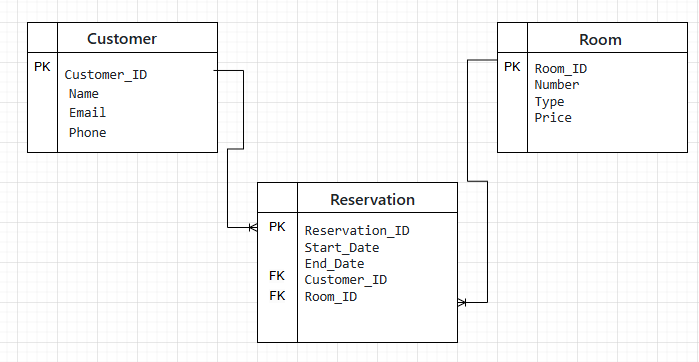 Customer
PK Customer_ID
Name
Email
Phone
Room
PK Room_ID
Number
Type
Price
Reservation
PK Reservation_ID
Start_Date
End_Date
FK Customer_ID
FK Room_ID